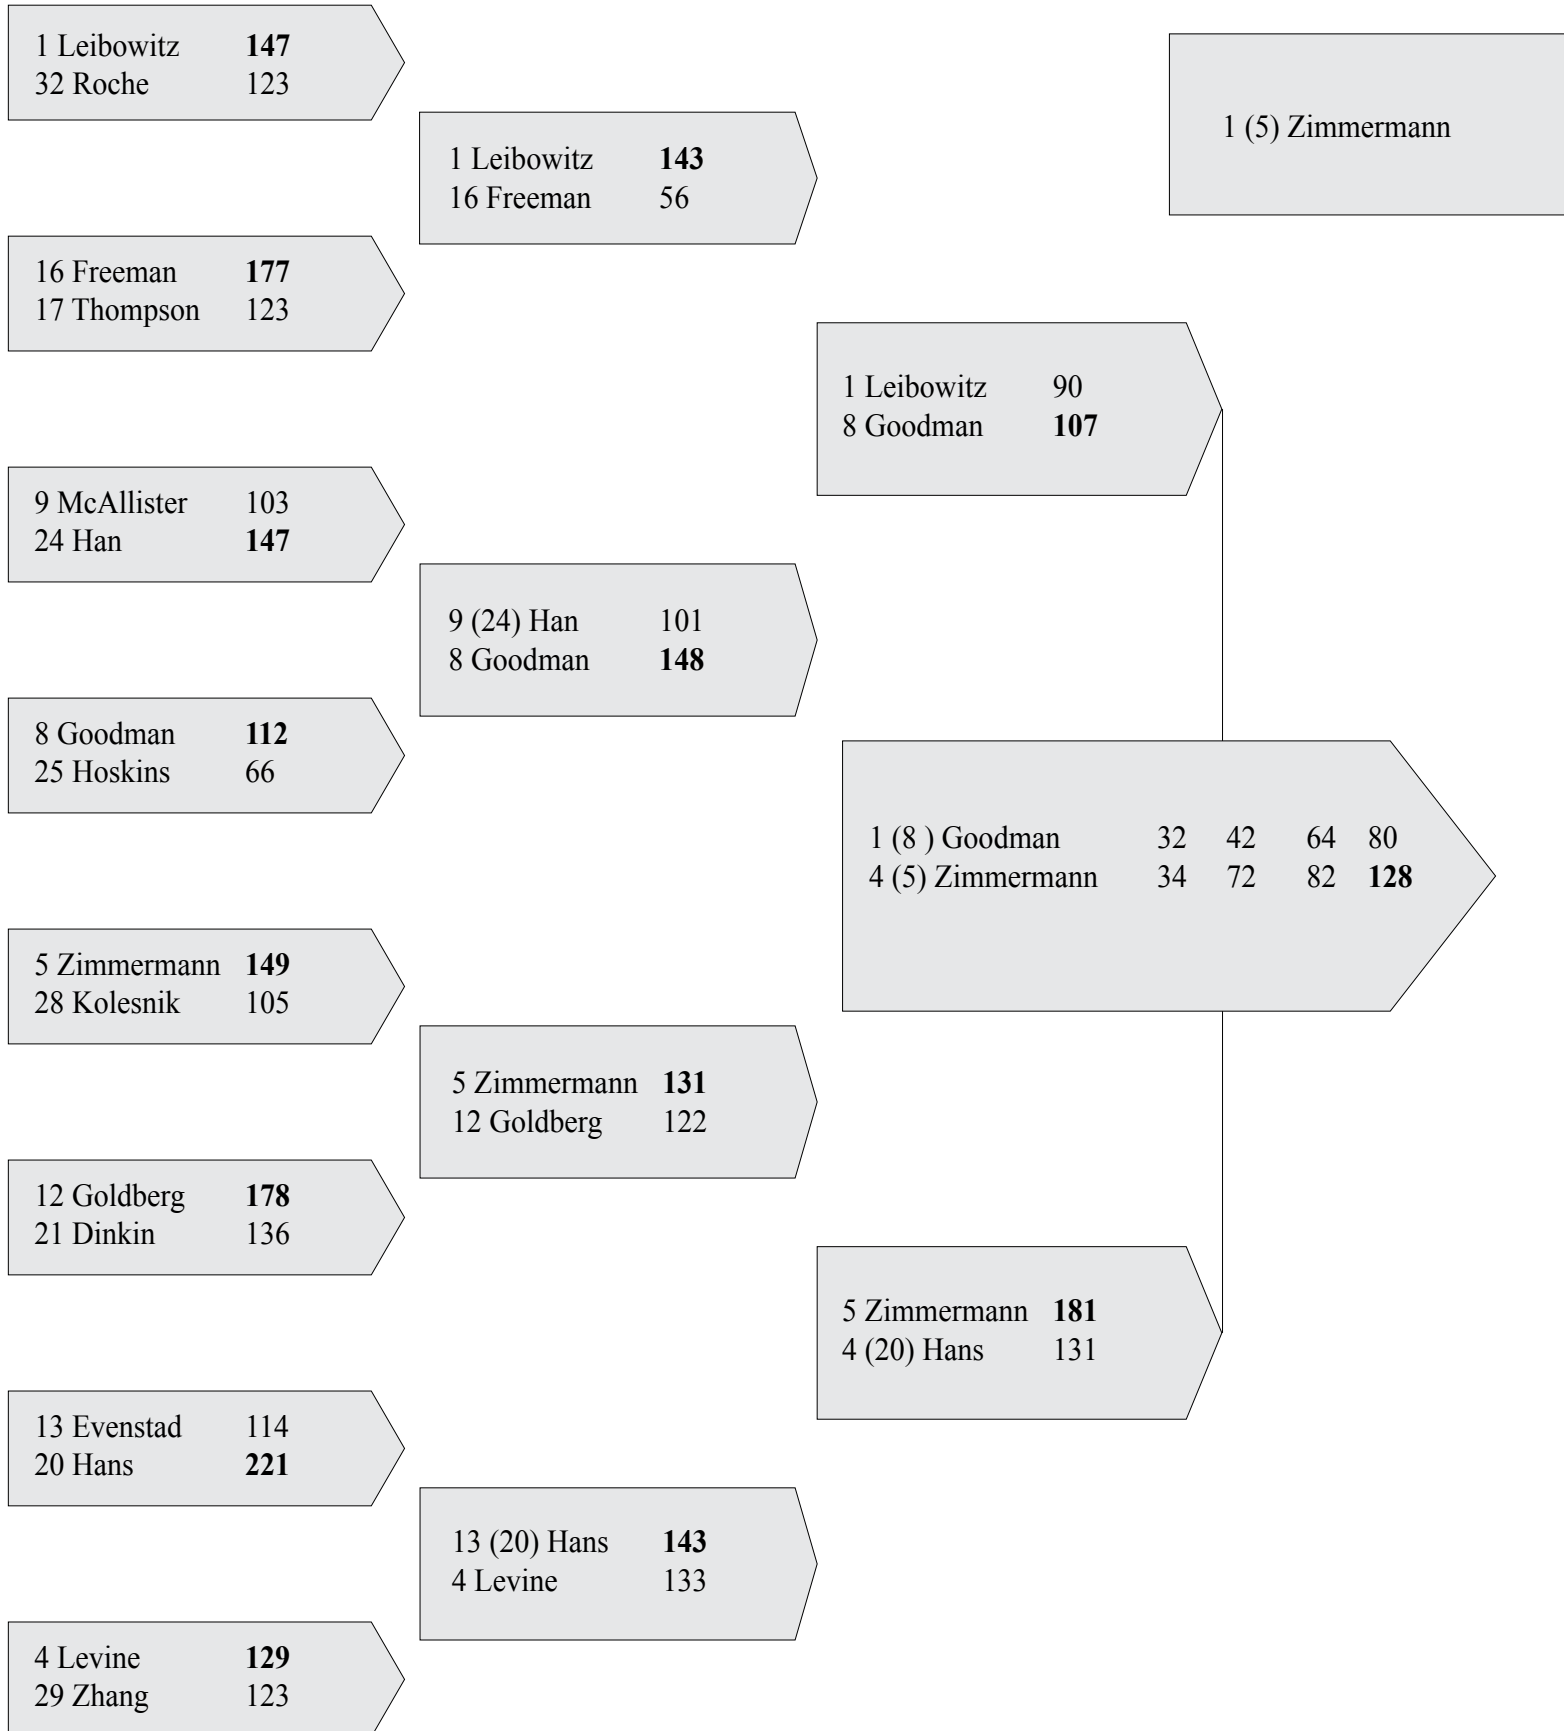 1 Leibowitz 147
32 Roche 123
16 Freeman 177
17 Thompson 123
9 McAllister 103
24 Han 147
8 Goodman 112
25 Hoskins 66
5 Zimmermann 149
28 Kolesnik 105
12 Goldberg 178
21 Dinkin 136
13 Evenstad 114
20 Hans 221
4 Levine 129
29 Zhang 123
1 Leibowitz 143
16 Freeman 56
9 (24) Han 101
8 Goodman 148
5 Zimmermann 131
12 Goldberg 122
13 (20) Hans 143
4 Levine 133
1 Leibowitz 90
8 Goodman 107
5 Zimmermann 181
4 (20) Hans 131
1 (8 ) Goodman 32 42 64 80
4 (5) Zimmermann 34 72 82 128
1 (5) Zimmermann